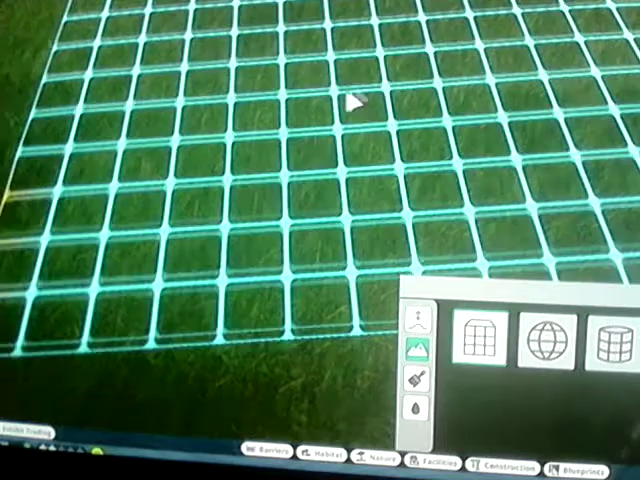 Exhibit Trading
Barriers
Habitat
Nature
Facilities
Construction
Blueprints